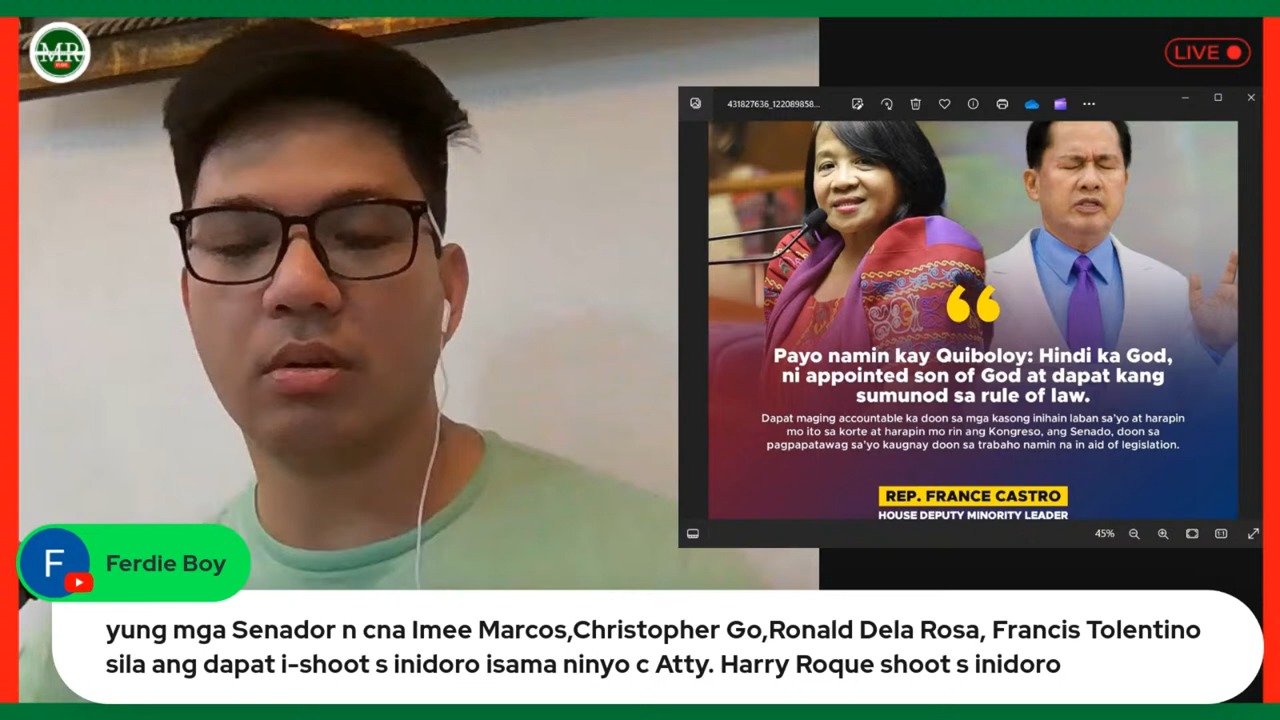 MR
LIVE
431827636_122089858...
Payo namin kay Quiboloy: Hindi ka God,
ni appointed son of God at dapat kang
sumunod sa rule of law.
Dapat maging accountable ka doon sa mga kasong inihain laban sa'yo at harapin
mo ito sa korte at harapin mo rin ang Kongreso, ang Senado, doon sa
pagpapatawag sa'yo kaugnay doon sa trabaho namin na in aid of legislation.
REP. FRANCE CASTRO
HOUSE DEPUTY MINORITY LEADER
45%
F
Ferdie Boy
yung mga Senador n cna Imee Marcos,Christopher Go,Ronald Dela Rosa, Francis Tolentino
sila ang dapat i-shoot s inidoro isama ninyo c Atty. Harry Roque shoot s inidoro